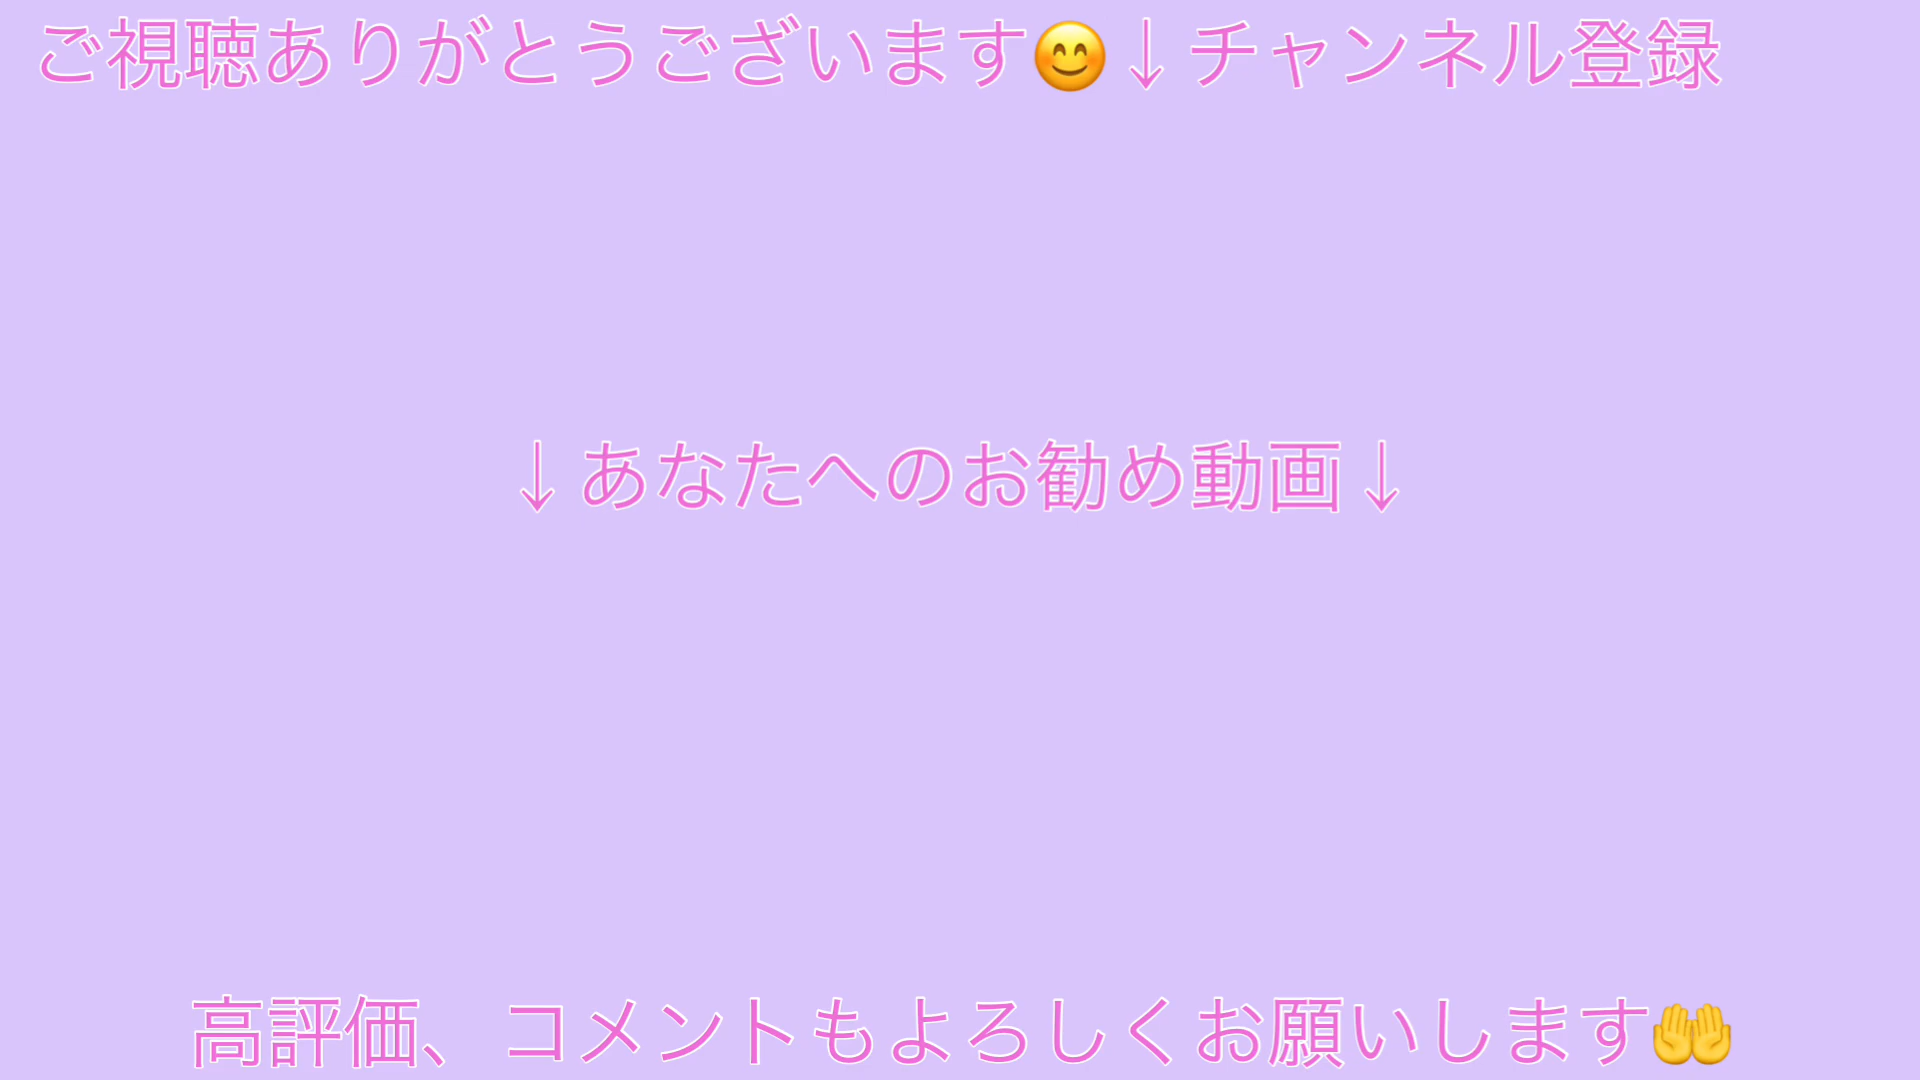 ご視聴ありがとうございます😊↓チャンネル登録
↓あなたへのお勧め動画↓
高評価、コメントもよろしくお願いします🤲